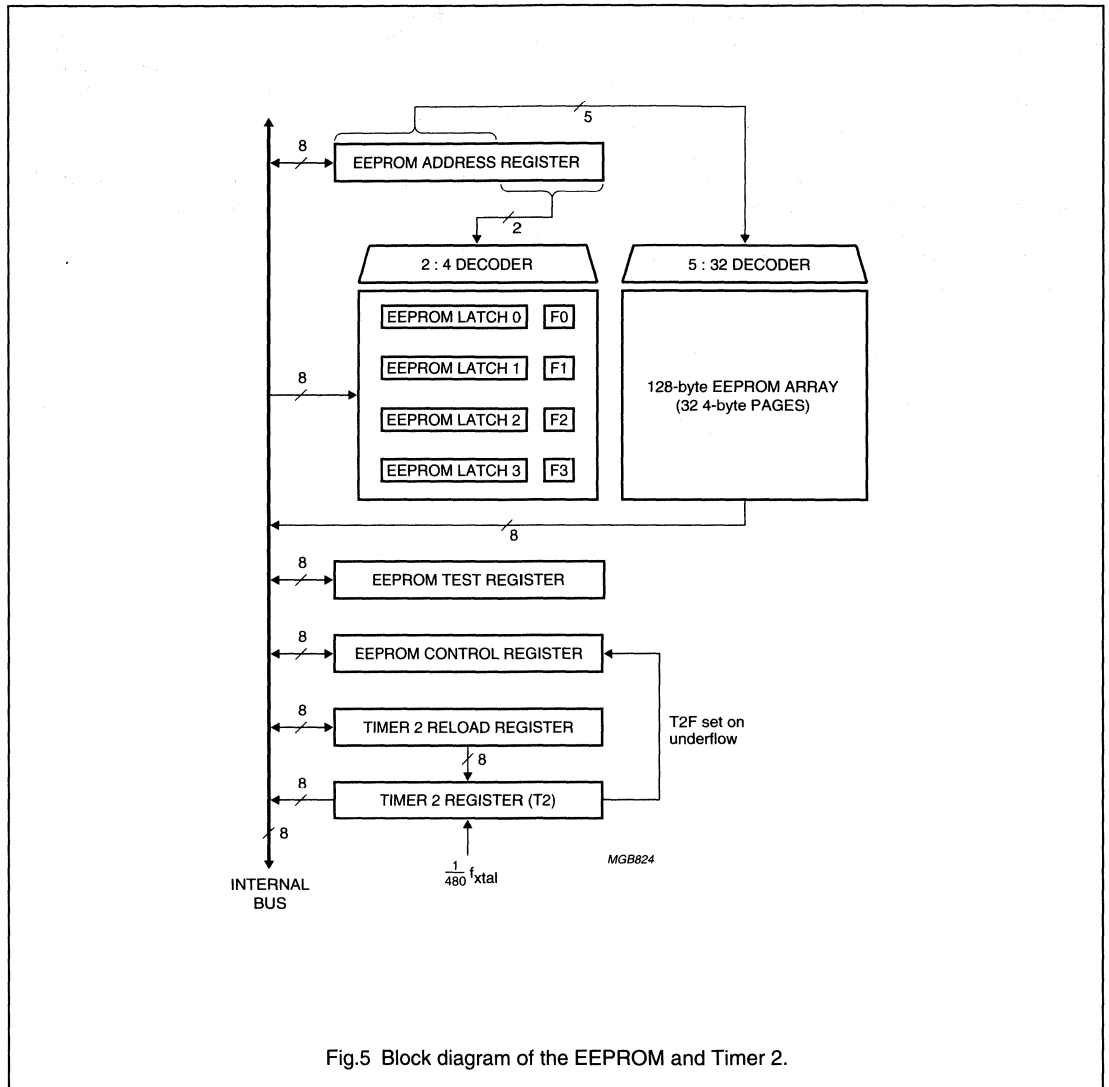 5
8
EEPROM ADDRESS REGISTER
2
2 : 4 DECODER
5 : 32 DECODER
EEPROM LATCH 0 F0
EEPROM LATCH 1 F1
8
128-byte EEPROM ARRAY
(32 4-byte PAGES)
EEPROM LATCH 2 F2
EEPROM LATCH 3 F3
8
8
EEPROM TEST REGISTER
8
EEPROM CONTROL REGISTER
8
TIMER 2 RELOAD REGISTER
T2F set on
underflow
8
8
TIMER 2 REGISTER (T2)
8
1/480 fxtal
MGB824
INTERNAL
BUS
Fig.5 Block diagram of the EEPROM and Timer 2.